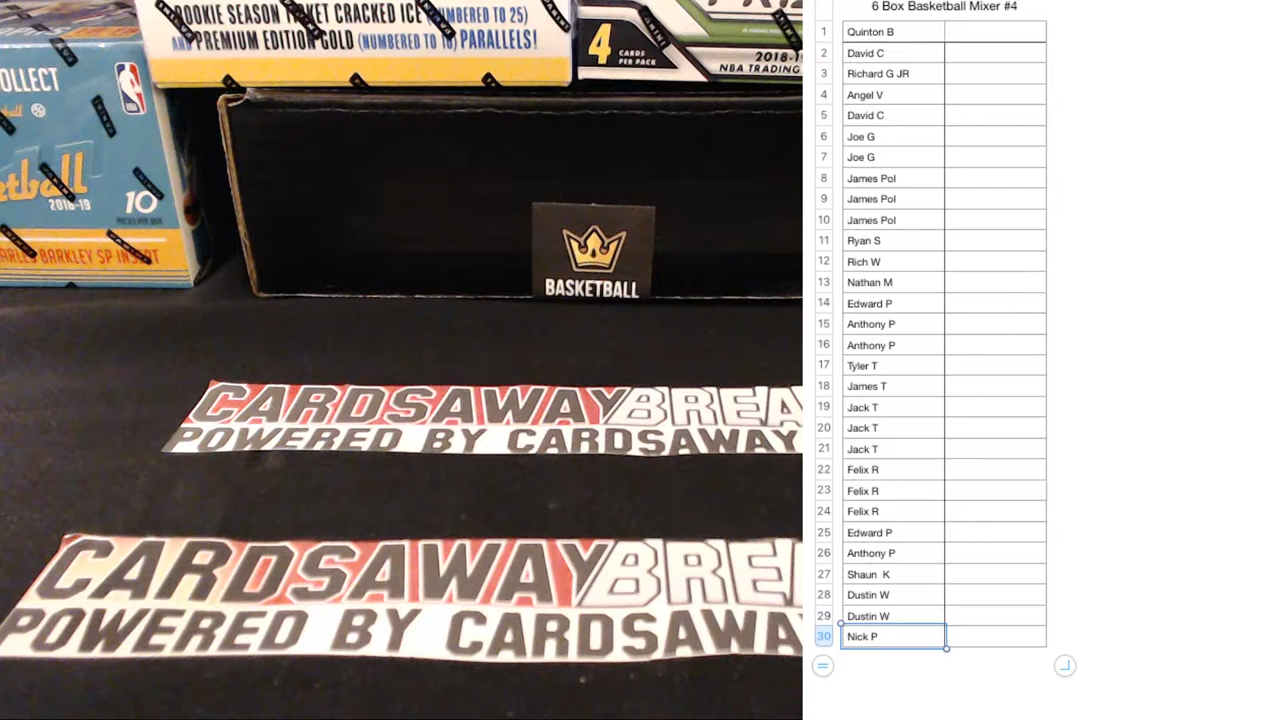 ROOKIE SEASON TICKET CRACKED ICE (NUMBERED TO 25)
AND PREMIUM EDITION GOLD (NUMBERED TO 10) PARALLELS!
4 CARDS PER PACK
2018-1
NBA TRADING
OLLECT
NBA
etball
2018-19
10
PACKS PER BOX
ARLES BARKLEY SP INSERT
BASKETBALL
CARDSAWAYBREA
POWERED BY CARDSAWAY
CARDSAWAYBRE
POWERED BY CARDSAWA
6 Box Basketball Mixer #4
1 Quinton B
2 David C
3 Richard G JR
4 Angel V
5 David C
6 Joe G
7 Joe G
8 James Pol
9 James Pol
10 James Pol
11 Ryan S
12 Rich W
13 Nathan M
14 Edward P
15 Anthony P
16 Anthony P
17 Tyler T
18 James T
19 Jack T
20 Jack T
21 Jack T
22 Felix R
23 Felix R
24 Felix R
25 Edward P
26 Anthony P
27 Shaun K
28 Dustin W
29 Dustin W
30 Nick P